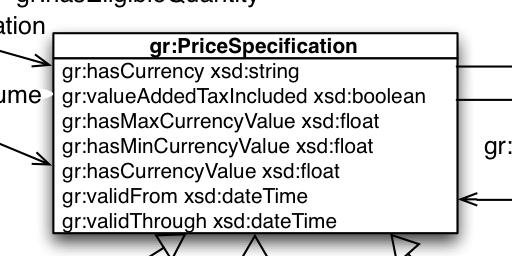 gr:hasEligibleQuantity
ation
gr:PriceSpecification
gr:hasCurrency xsd:string
gr:valueAddedTaxIncluded xsd:boolean
ume
gr:hasMaxCurrencyValue xsd:float
gr:hasMinCurrencyValue xsd:float
gr:
gr:hasCurrencyValue xsd:float
gr:validFrom xsd:dateTime
gr:validThrough xsd:dateTime